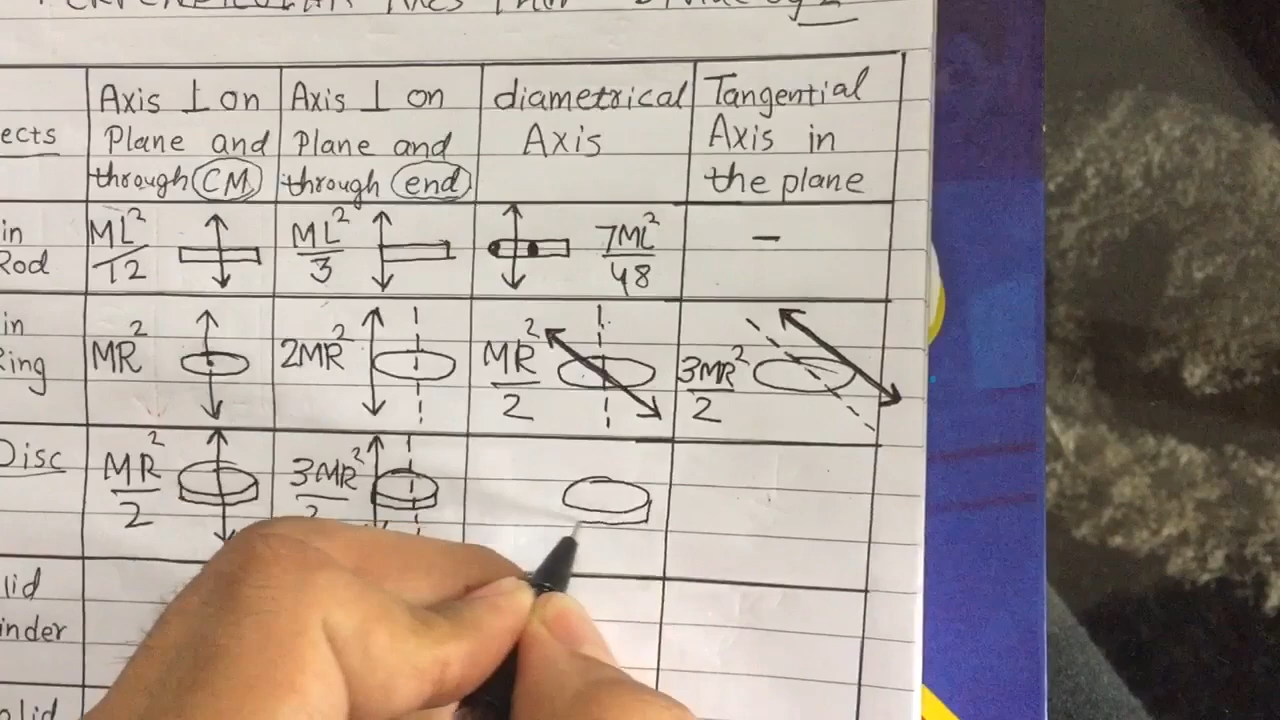 Axis ⊥ on Axis ⊥ on diametrical Tangential
ects Plane and Plane and Axis Axis in
through CM through end the plane
in ML²/12 ML²/3 7ML²/48 –
Rod
in MR² 2MR² MR²/2 3MR²/2
Ring
Disc MR²/2 3MR²/2
lid
inder
olid